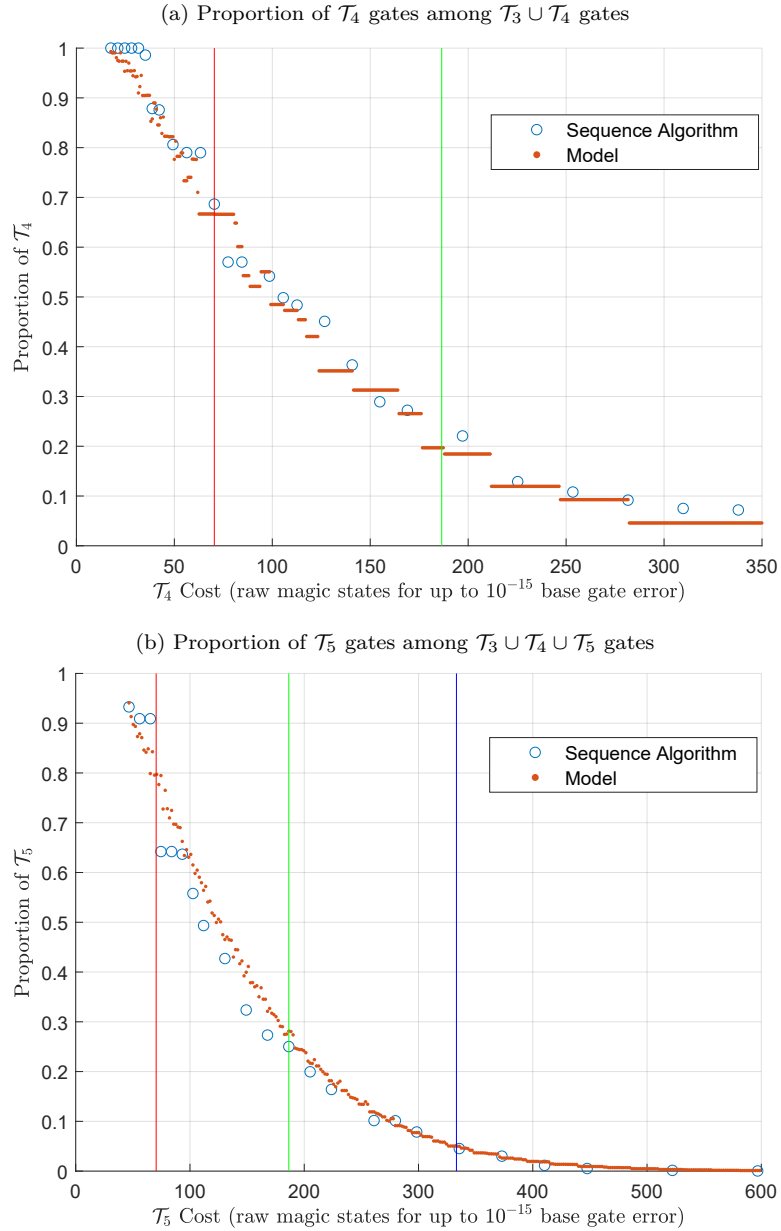 (a) Proportion of 𝒯₄ gates among 𝒯₃ ∪ 𝒯₄ gates
1
0.9
0.8
0.7
0.6
0.5
0.4
0.3
0.2
0.1
0
Proportion of 𝒯₄
Sequence Algorithm
Model
0 50 100 150 200 250 300 350
𝒯₄ Cost (raw magic states for up to 10⁻¹⁵ base gate error)
(b) Proportion of 𝒯₅ gates among 𝒯₃ ∪ 𝒯₄ ∪ 𝒯₅ gates
1
0.9
0.8
0.7
0.6
0.5
0.4
0.3
0.2
0.1
0
Proportion of 𝒯₅
Sequence Algorithm
Model
0 100 200 300 400 500 600
𝒯₅ Cost (raw magic states for up to 10⁻¹⁵ base gate error)